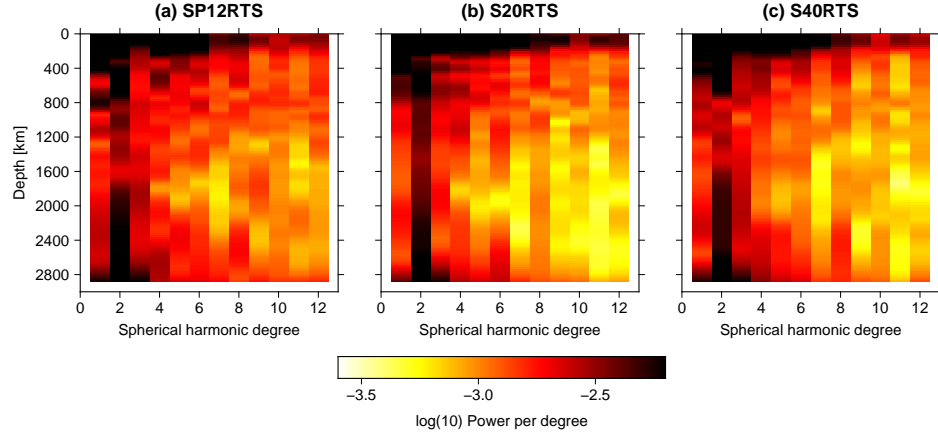 (a) SP12RTS (b) S20RTS (c) S40RTS
0
400
800
1200
1600
2000
2400
2800
Depth [km]
0 2 4 6 8 10 12 0 2 4 6 8 10 12 0 2 4 6 8 10 12
Spherical harmonic degree Spherical harmonic degree Spherical harmonic degree
−3.5 −3.0 −2.5
log(10) Power per degree